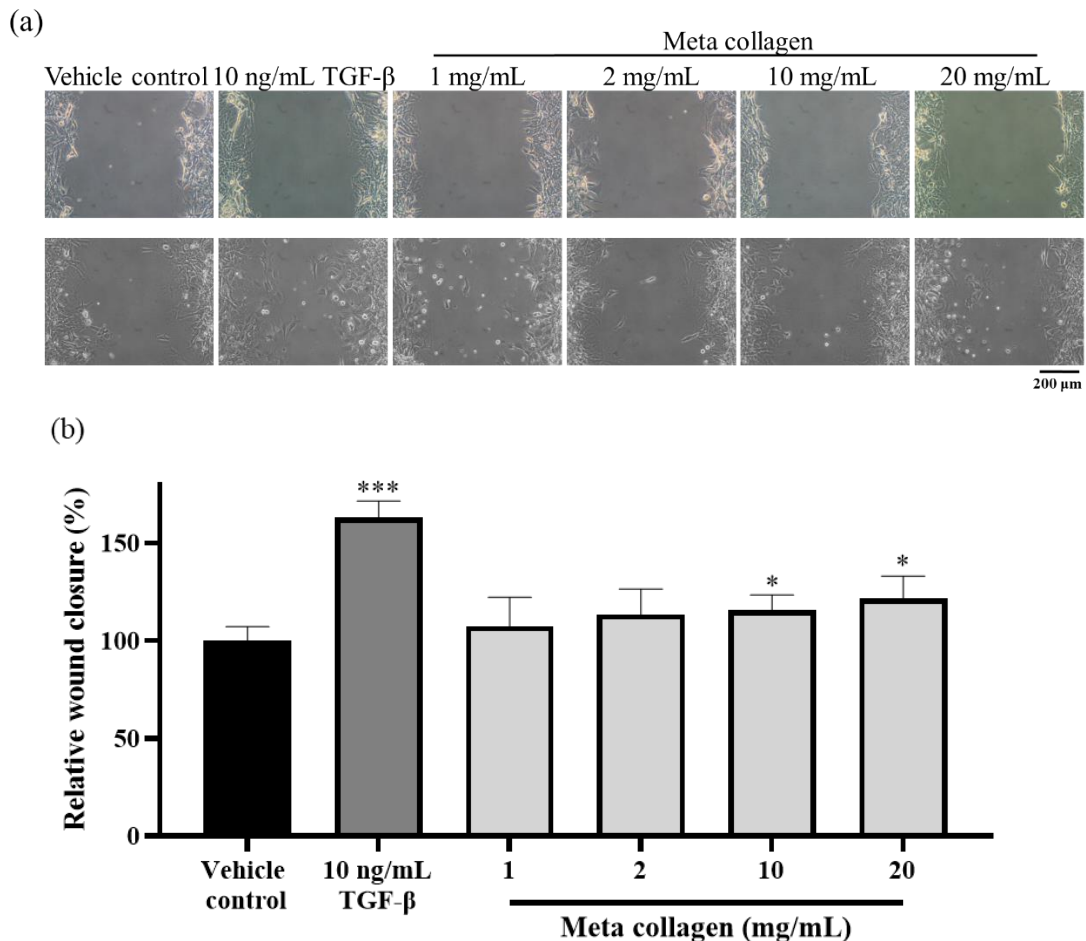 (a)
Meta collagen
Vehicle control 10 ng/mL TGF-β 1 mg/mL 2 mg/mL 10 mg/mL 20 mg/mL
200 µm
(b)
Relative wound closure (%)
150
100
50
0
***
*
*
Vehicle control
10 ng/mL TGF-β
1 2 10 20
Meta collagen (mg/mL)